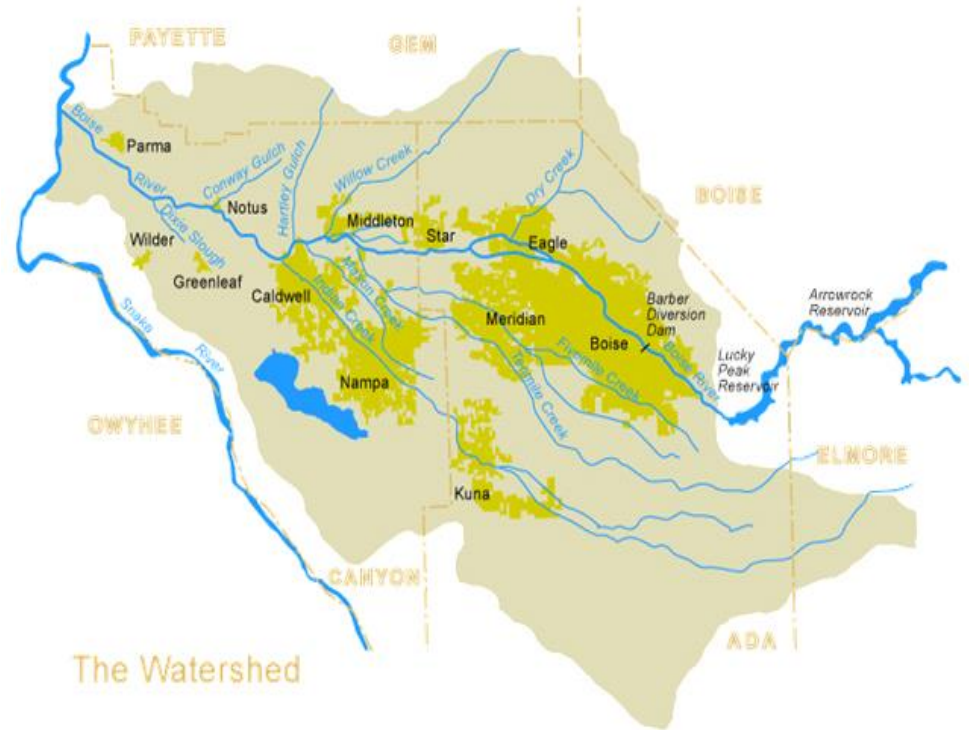 PAYETTE
GEM
Boise
River
Parma
Conway Gulch
Hartley Gulch
Willow Creek
Dry Creek
BOISE
Notus
Dixie Slough
Middleton
Star
Eagle
Wilder
Greenleaf
Caldwell
Indian Creek
Mason Creek
Meridian
Boise
Barber
Diversion
Dam
Arrowrock
Reservoir
Boise River
Lucky
Peak
Reservoir
Snake
River
Nampa
Tenmile Creek
Fivemile Creek
OWYHEE
ELMORE
Kuna
CANYON
ADA
The Watershed